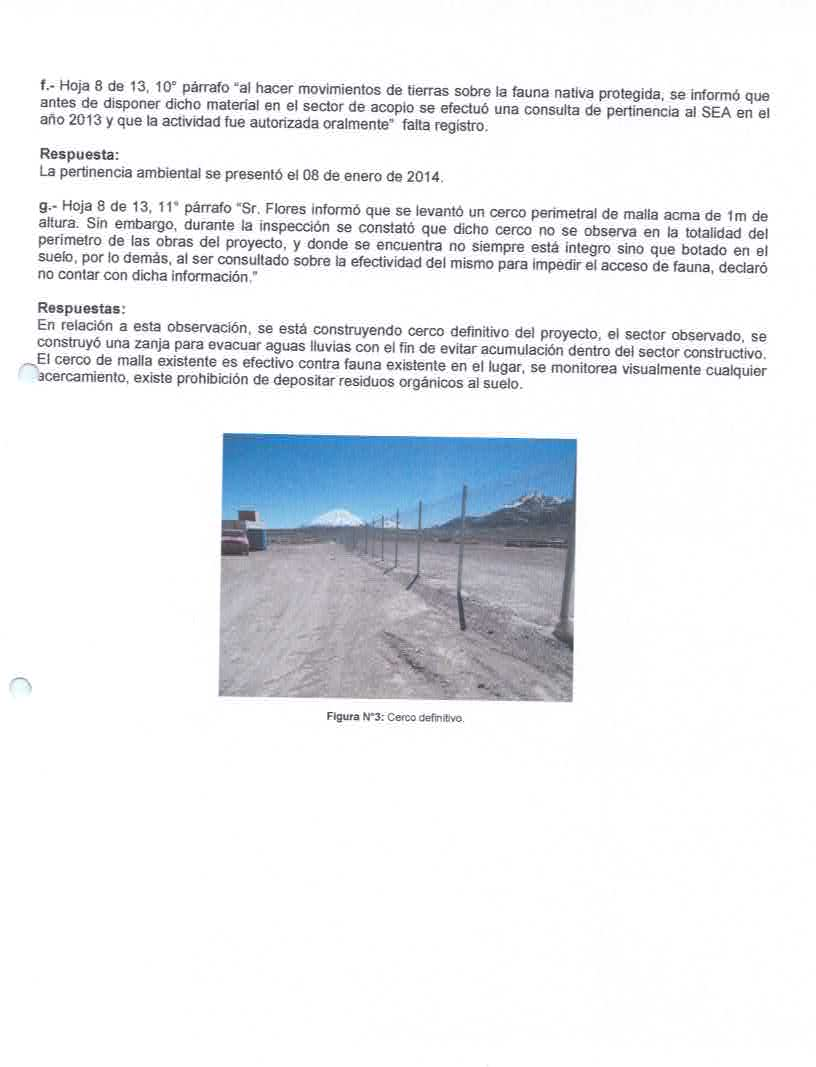 f.- Hoja 8 de 13, 10° párrafo “al hacer movimientos de tierras sobre la fauna nativa protegida, se informó que
antes de disponer dicho material en el sector de acopio se efectuó una consulta de pertinencia al SEA en el
año 2013 y que la actividad fue autorizada oralmente” falta registro.
Respuesta:
La pertinencia ambiental se presentó el 08 de enero de 2014.
g.- Hoja 8 de 13, 11° párrafo “Sr. Flores informó que se levantó un cerco perimetral de malla acma de 1m de
altura. Sin embargo, durante la inspección se constató que dicho cerco no se observa en la totalidad del
perímetro de las obras del proyecto, y donde se encuentra no siempre está integro sino que botado en el
suelo, por lo demás, al ser consultado sobre la efectividad del mismo para impedir el acceso de fauna, declaró
no contar con dicha información.”
Respuestas:
En relación a esta observación, se está construyendo cerco definitivo del proyecto, el sector observado, se
construyó una zanja para evacuar aguas lluvias con el fin de evitar acumulación dentro del sector constructivo.
El cerco de malla existente es efectivo contra fauna existente en el lugar, se monitorea visualmente cualquier
acercamiento, existe prohibición de depositar residuos orgánicos al suelo.
Figura N°3: Cerco definitivo.